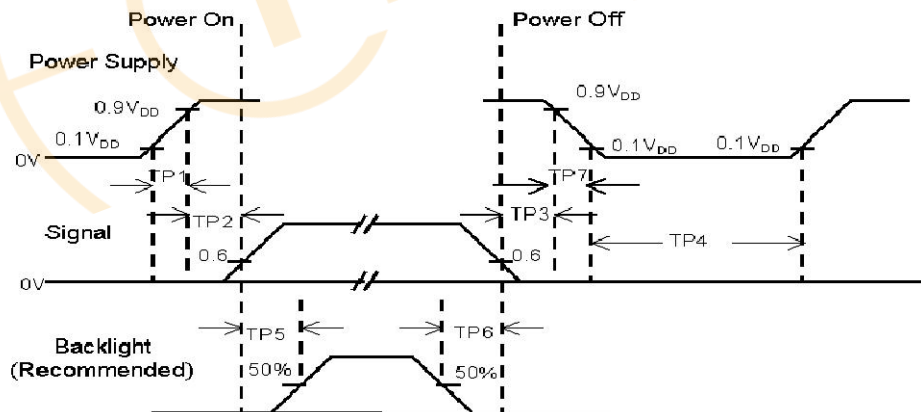 Power On
Power Off
Power Supply
0.9VDD
0.9VDD
0.1VDD
0.1VDD
0.1VDD
0V
TP1
TP7
TP2
TP3
TP4
Signal
0.6
0.6
0V
TP5
TP6
Backlight
(Recommended)
50%
50%